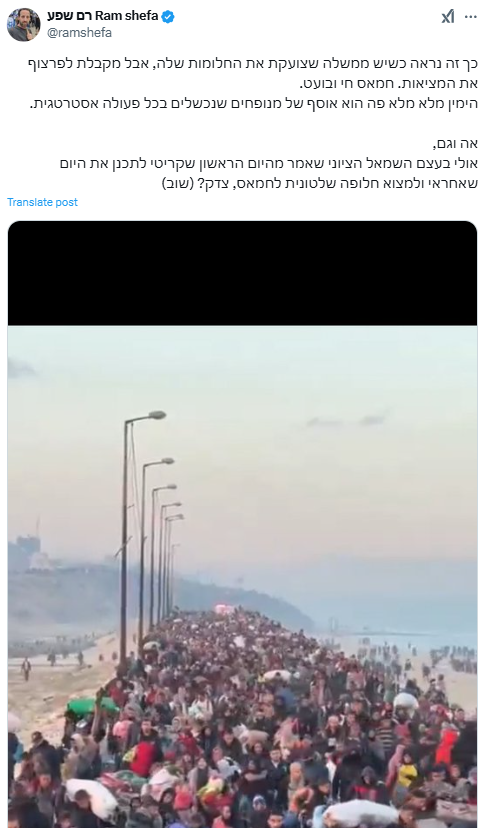 רם שפע Ram shefa
@ramshefa
כך זה נראה כשיש ממשלה שצועקת את החלומות שלה, אבל מקבלת לפרצוף
את המציאות. חמאס חי ובועט.
הימין מלא מלא פה הוא אוסף של מנופחים שנכשלים בכל פעולה אסטרטגית.
אה וגם,
אולי בעצם השמאל הציוני שאמר מהיום הראשון שקריטי לתכנן את היום
שאחראי ולמצוא חלופה שלטונית לחמאס, צדק? (שוב)
Translate post